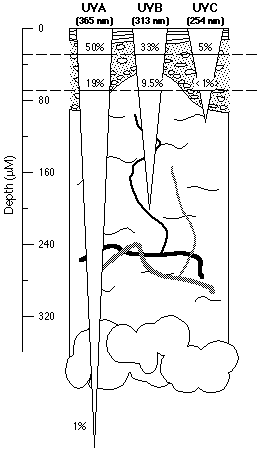 UVA UVB UVC
(365 nm) (313 nm) (254 nm)
0
50% 33% 5%
19% 9.5% <1%
80
160
Depth (µM)
240
320
1%